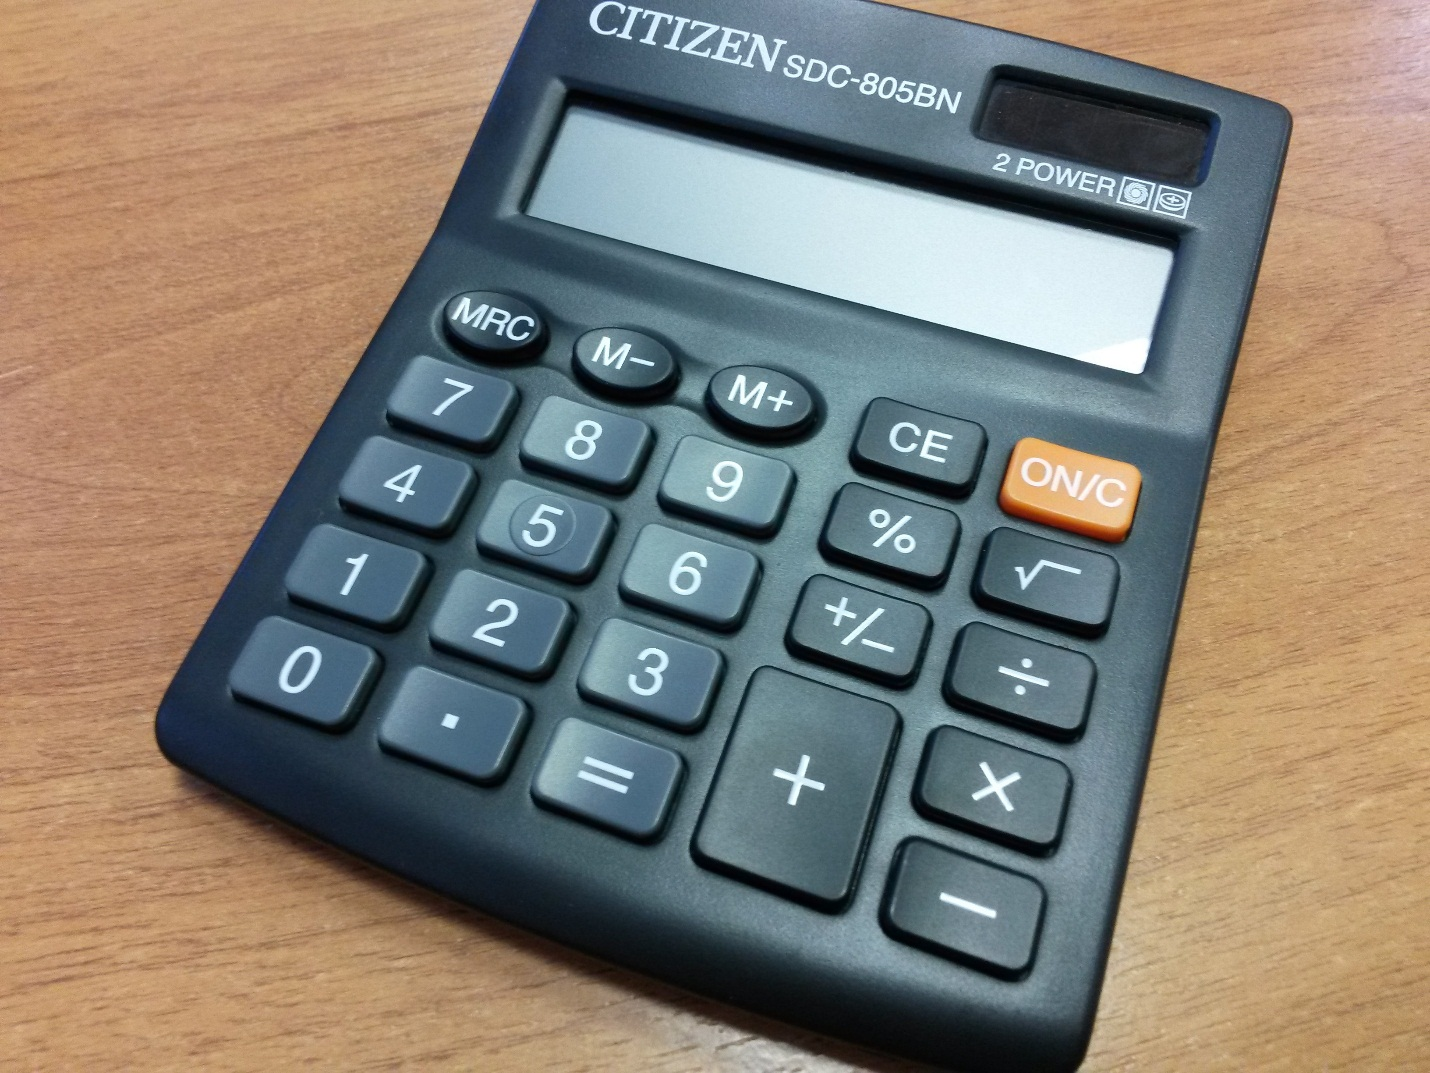 CITIZEN SDC-805BN
2 POWER
MRC M− M+
7 8 9 CE ON/C
4 5 6 % √
1 2 3 +/− ÷
0 . = + ×
−